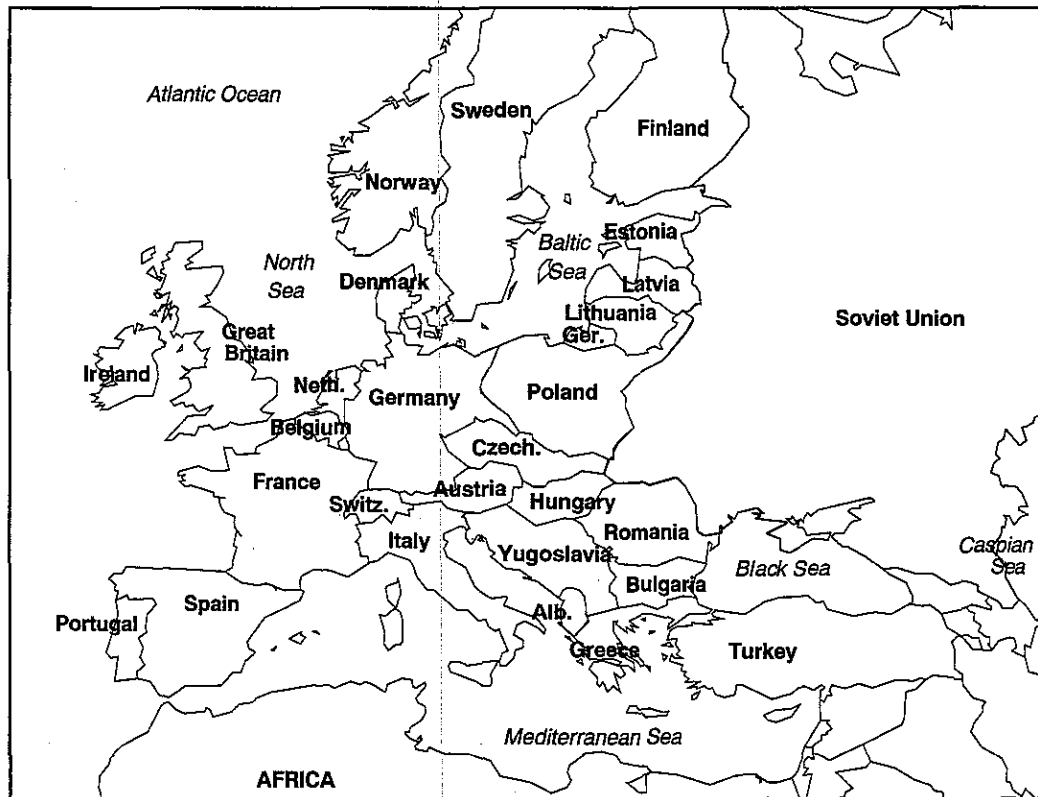 Atlantic Ocean
Sweden
Finland
Norway
Estonia
Baltic
Sea
North
Sea
Denmark
Latvia
Lithuania
Ger.
Soviet Union
Great
Britain
Ireland
Neth.
Germany
Poland
Belgium
Czech.
France
Austria
Switz.
Hungary
Romania
Italy
Yugoslavia
Caspian
Sea
Black Sea
Bulgaria
Spain
Portugal
Alb.
Greece
Turkey
Mediterranean Sea
AFRICA